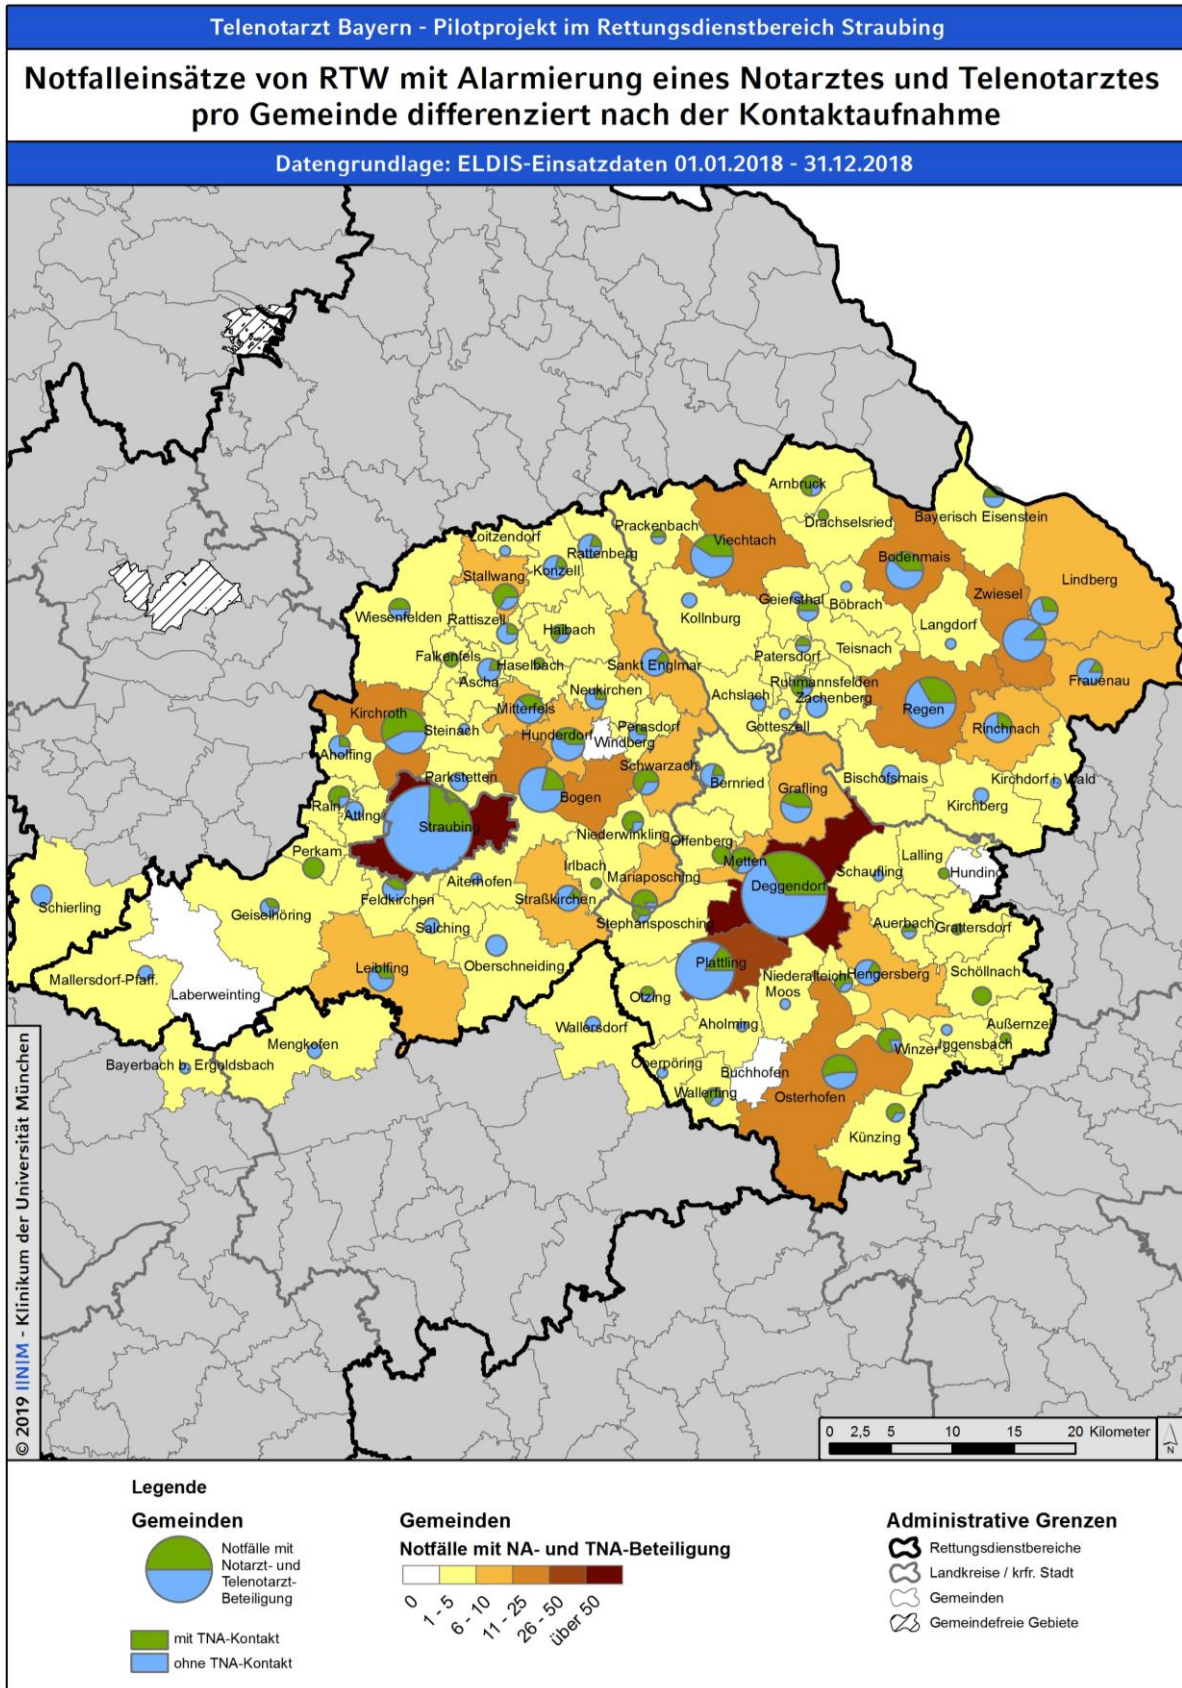 Telenotarzt Bayern - Pilotprojekt im Rettungsdienstbereich Straubing
Notfalleinsätze von RTW mit Alarmierung eines Notarztes und Telenotarztes
pro Gemeinde differenziert nach der Kontaktaufnahme
Datengrundlage: ELDIS-Einsatzdaten 01.01.2018 - 31.12.2018
Arnbruck
Drachselsried
Bayerisch Eisenstein
Prackenbach
Viechtach
Loitzendorf
Rattenberg
Bodenmais
Konzell
Stallwang
Lindberg
Zwiesel
Geiersthal
Böbrach
Wiesenfelden
Kollnburg
Rattiszell
Langdorf
Haibach
Teisnach
Patersdorf
Falkenfels
Haselbach
Sankt Englmar
Ascha
Frauenau
Ruhmannsfelden
Neukirchen
Achslach
Zachenberg
Mitterfels
Regen
Kirchroth
Steinach
Perasdorf
Gotteszell
Rinchnach
Hunderdorf
Windberg
Aholfing
Schwarzach
Parkstetten
Bernried
Bischofsmais
Kirchdorf i. Wald
Grafling
Rain
Bogen
Kirchberg
Atting
Straubing
Niederwinkling
Offenberg
Perkam
Lalling
Metten
Irlbach
Schaufling
Hunding
Mariaposching
Deggendorf
Aiterhofen
Feldkirchen
Straßkirchen
Schierling
Geiselhöring
Stephansposching
Auerbach
Grattersdorf
Salching
Oberschneiding
Plattling
Leiblfing
Niederalteich
Hengersberg
Schöllnach
Mallersdorf-Pfaff.
Moos
Laberweinting
Otzing
Wallersdorf
Aholming
Außernzell
Iggensbach
Mengkofen
Winzer
Bayerbach b. Ergoldsbach
Oberpöring
Buchhofen
Wallerfing
Osterhofen
Künzing
© 2019 INM - Klinikum der Universität München
0 2,5 5 10 15 20 Kilometer
N
Legende
Gemeinden
Notfälle mit
Notarzt- und
Telenotarzt-
Beteiligung
mit TNA-Kontakt
ohne TNA-Kontakt
Gemeinden
Notfälle mit NA- und TNA-Beteiligung
0
1 - 5
6 - 10
11 - 25
26 - 50
über 50
Administrative Grenzen
Rettungsdienstbereiche
Landkreise / krfr. Stadt
Gemeinden
Gemeindefreie Gebiete